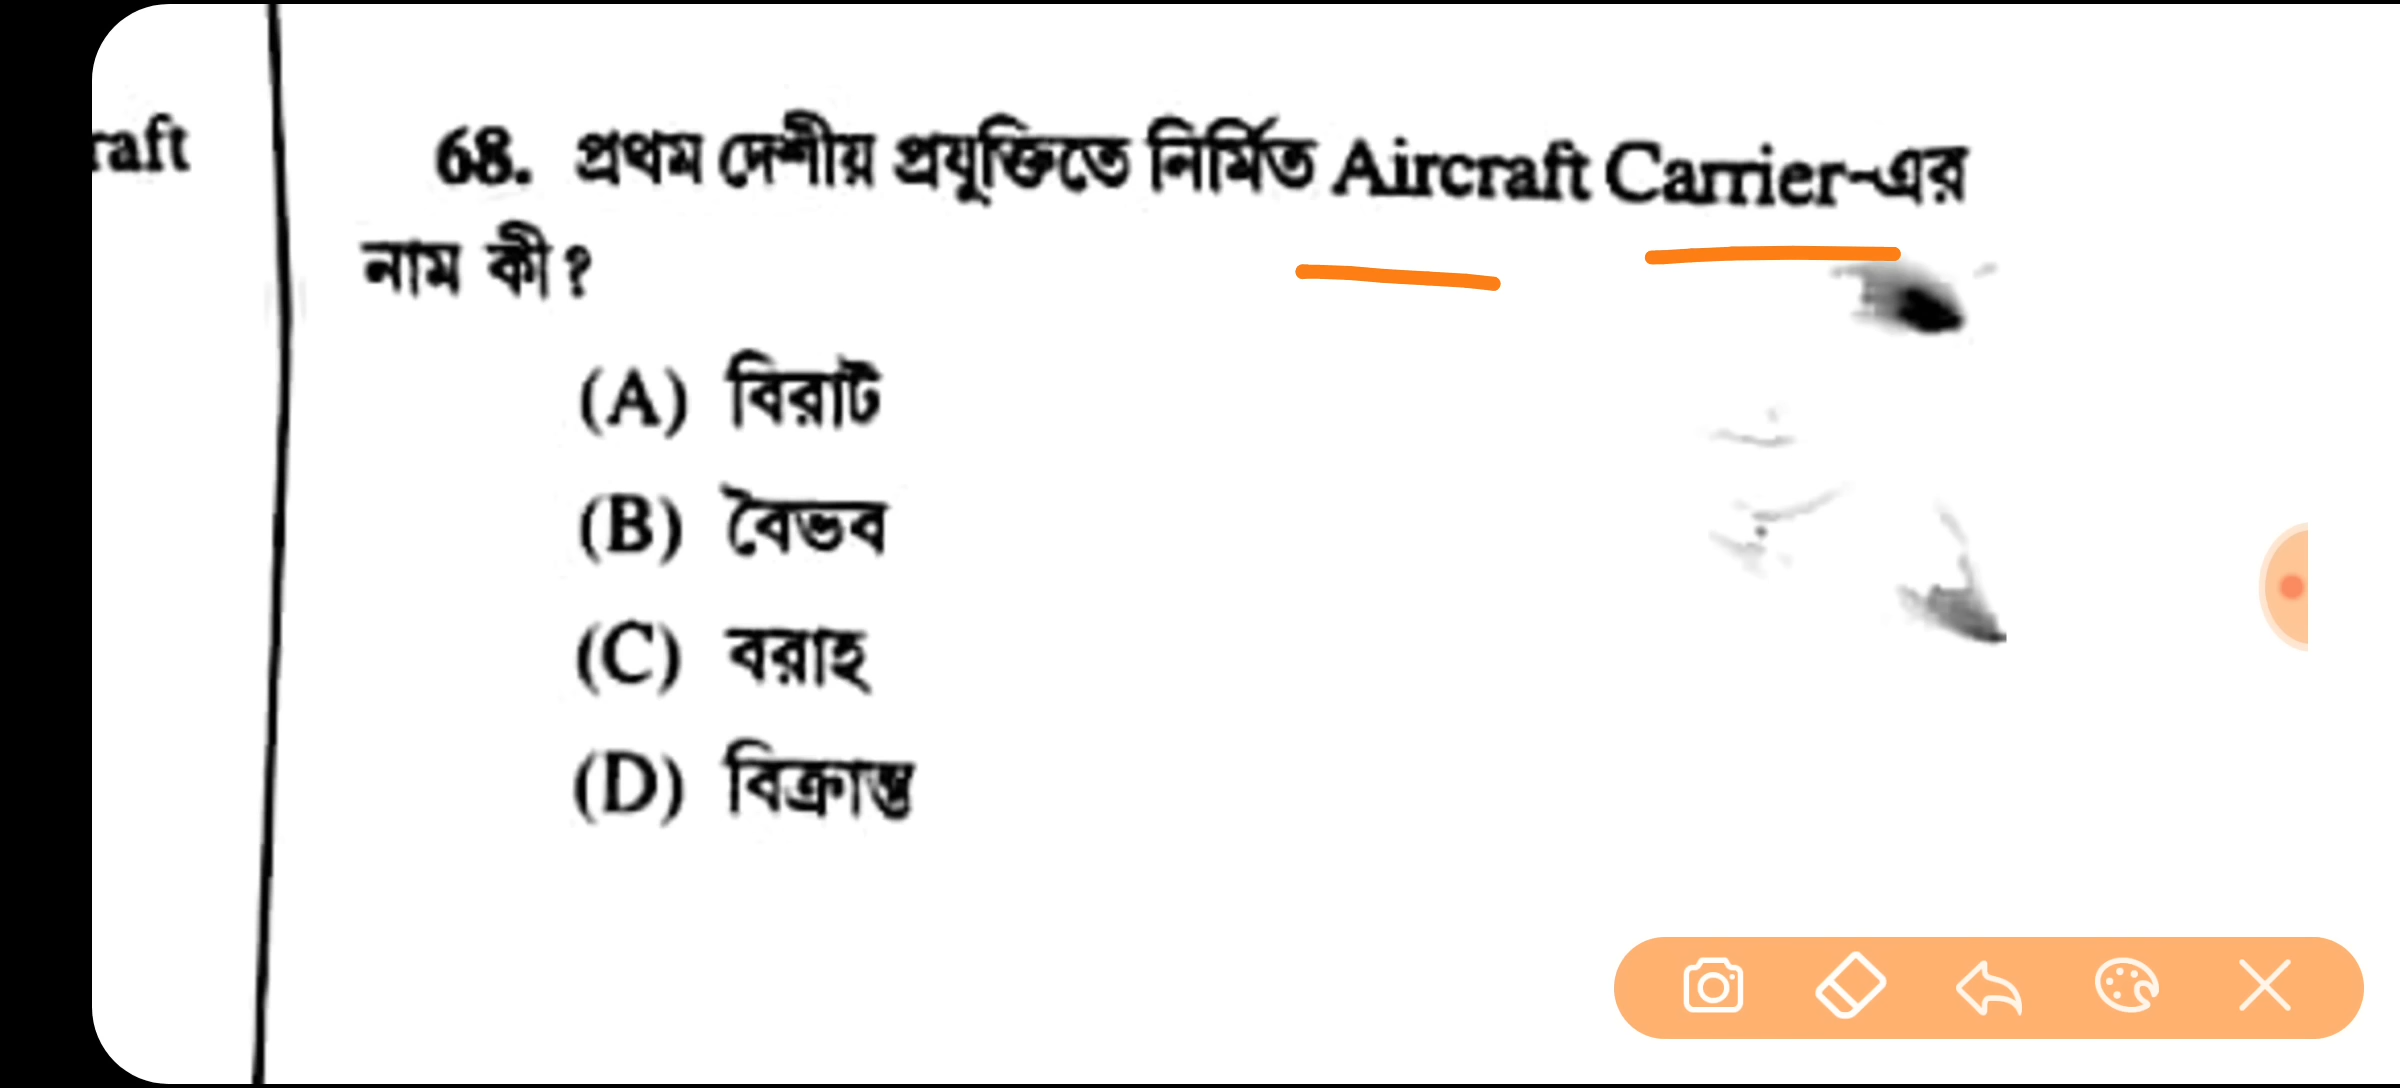 raft
68. প্রথম দেশীয় প্রযুক্তিতে নির্মিত Aircraft Carrier-এর
নাম কী?
(A) বিরাট
(B) বৈভব
(C) বরাহ
(D) বিক্রান্ত